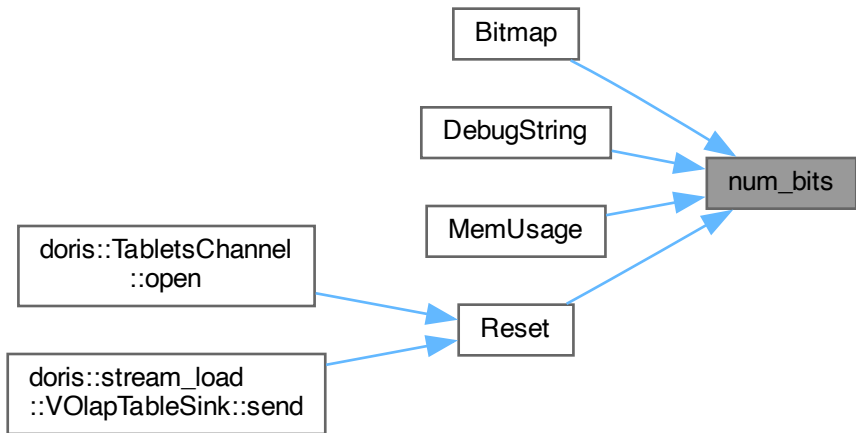 Bitmap
DebugString
num_bits
MemUsage
doris::TabletsChannel
::open
Reset
doris::stream_load
::VOlapTableSink::send